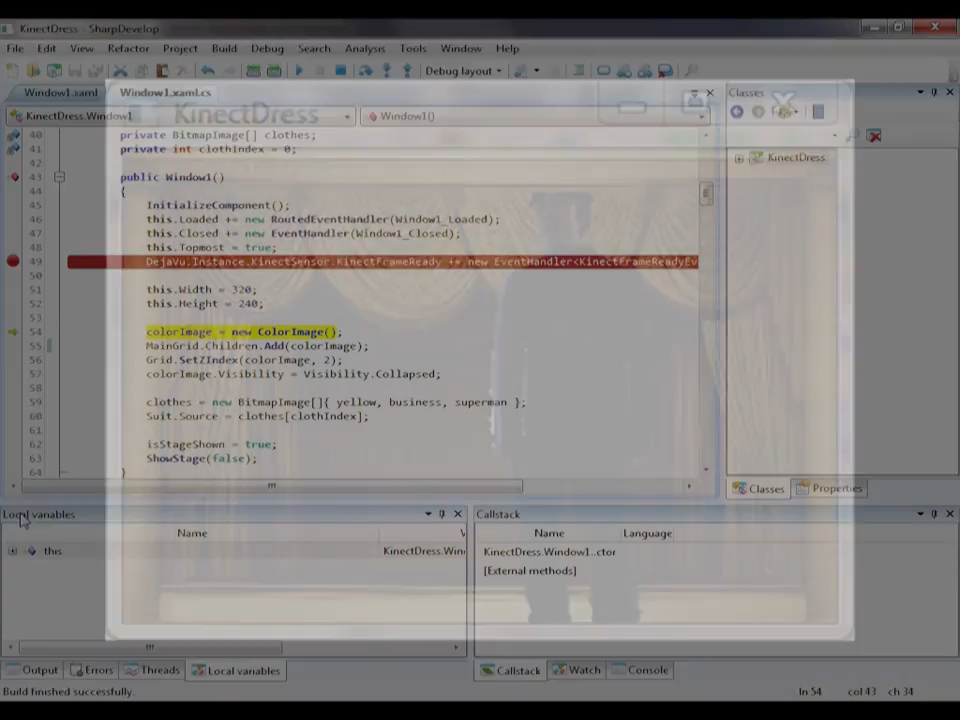 KinectDress - SharpDevelop
File Edit View Refactor Project Build Debug Search Analysis Tools Window Help
Debug layout
Window1.xaml Window1.xaml.cs Classes
KinectDress.Window1 Window1()
KinectDress
40 private BitmapImage[] clothes;
41 private int clothIndex = 0;
42
43 public Window1()
44 {
45 InitializeComponent();
46 this.Loaded += new RoutedEventHandler(Window1_Loaded);
47 this.Closed += new EventHandler(Window1_Closed);
48 this.Topmost = true;
49 DejaVu.Instance.KinectSensor.KinectFrameReady += new EventHandler<KinectFrameReadyEv
50
51 this.Width = 320;
52 this.Height = 240;
53
54 colorImage = new ColorImage();
55 MainGrid.Children.Add(colorImage);
56 Grid.SetZIndex(colorImage, 2);
57 colorImage.Visibility = Visibility.Collapsed;
58
59 clothes = new BitmapImage[]{ yellow, business, superman };
60 Suit.Source = clothes[clothIndex];
61
62 isStageShown = true;
63 ShowStage(false);
64 }
KinectDress
Classes Properties
Local variables
Name V
this KinectDress.Win
Callstack
Name Language
KinectDress.Window1..ctor
[External methods]
Output Errors Threads Local variables Callstack Watch Console
Build finished successfully. ln 54 col 43 ch 34